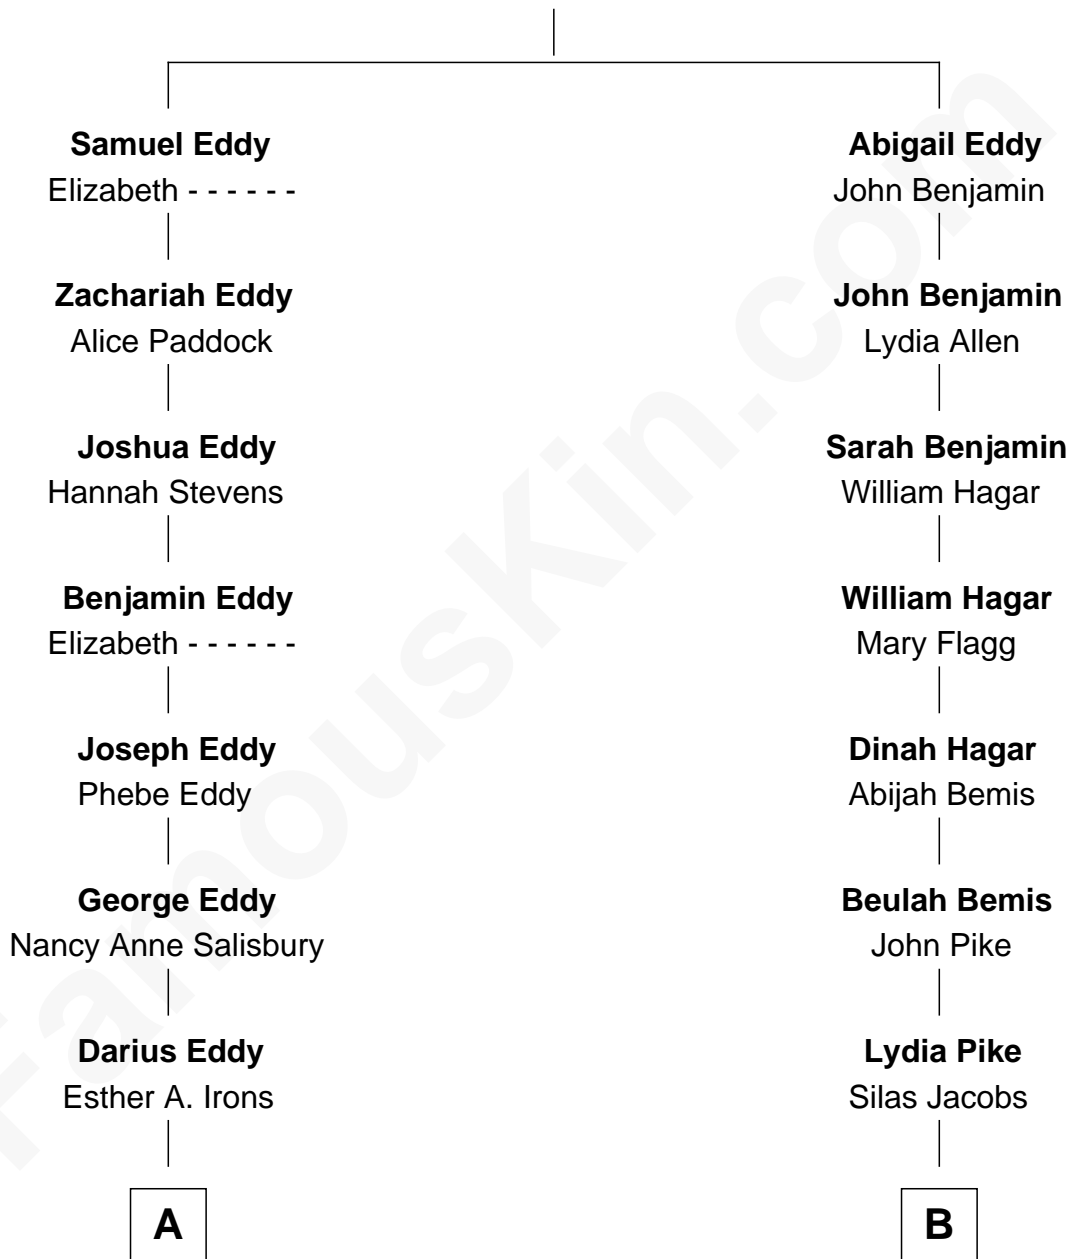 Samuel Eddy
Elizabeth - - - - - -
Zachariah Eddy
Alice Paddock
Joshua Eddy
Hannah Stevens
Benjamin Eddy
Elizabeth - - - - - -
Joseph Eddy
Phebe Eddy
George Eddy
Nancy Anne Salisbury
Darius Eddy
Esther A. Irons
A
Abigail Eddy
John Benjamin
John Benjamin
Lydia Allen
Sarah Benjamin
William Hagar
William Hagar
Mary Flagg
Dinah Hagar
Abijah Bemis
Beulah Bemis
John Pike
Lydia Pike
Silas Jacobs
B
FamousKin.com